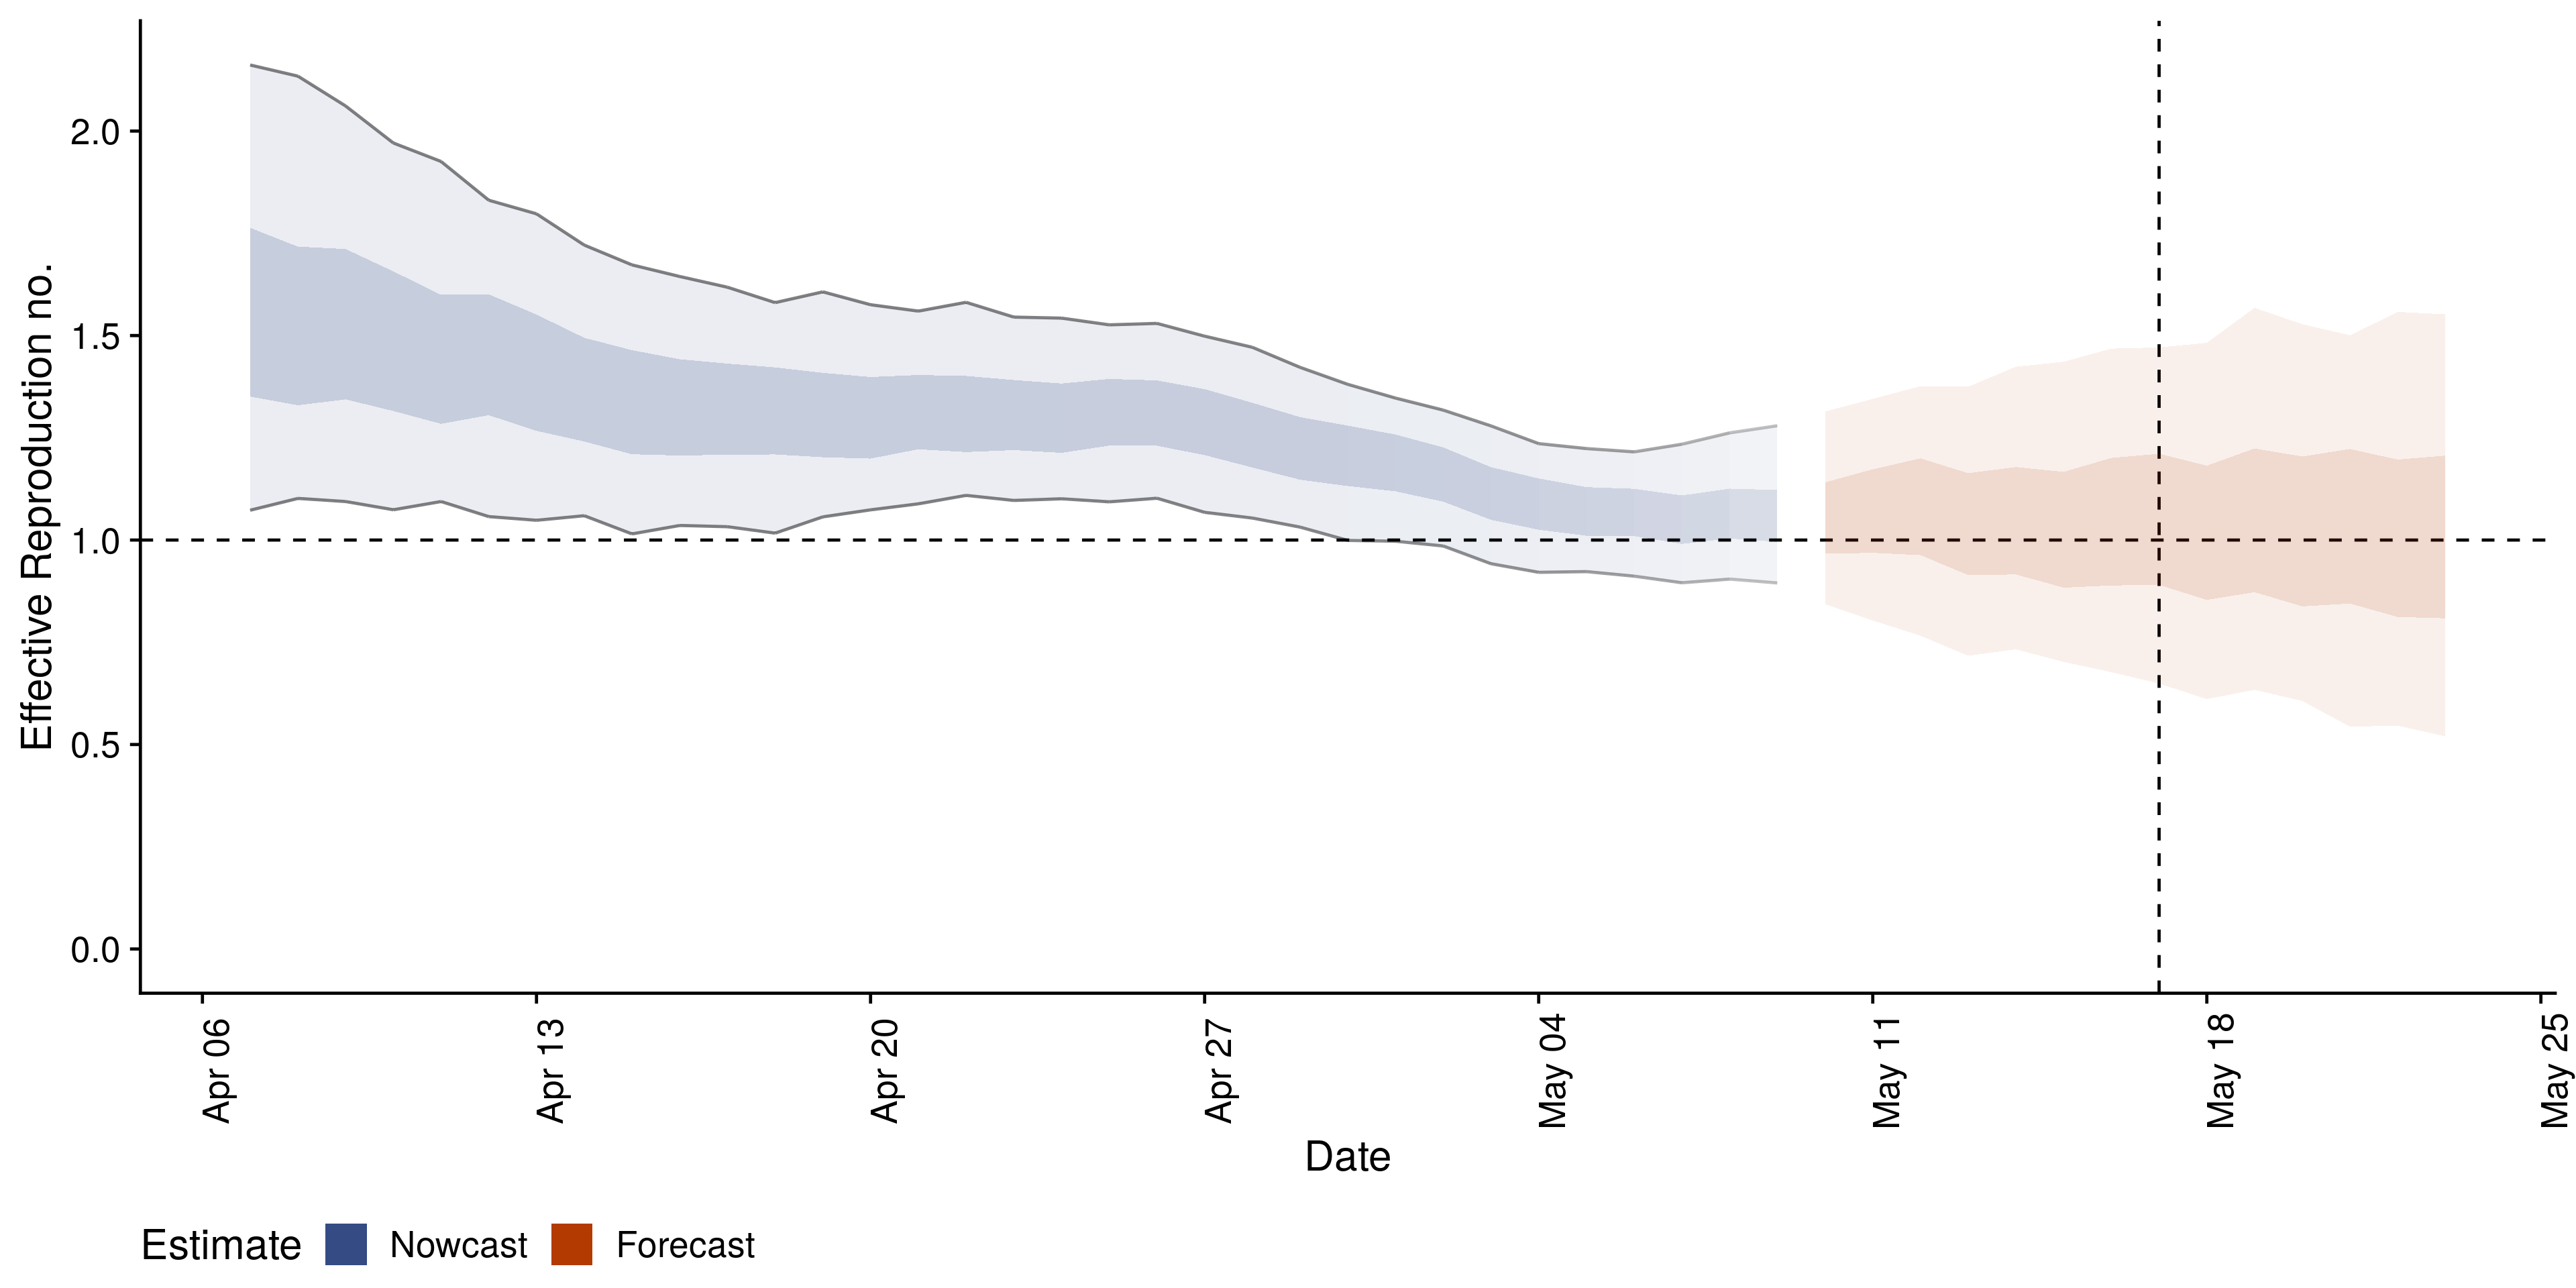 Effective Reproduction no.
2.0
1.5
1.0
0.5
0.0
Apr 06
Apr 13
Apr 20
Apr 27
May 04
May 11
May 18
May 25
Date
Estimate Nowcast Forecast